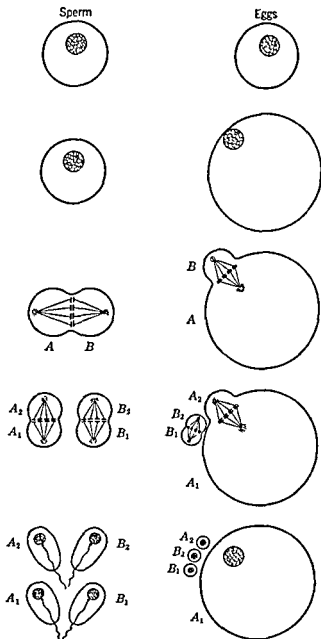 Sperm Eggs
B
A
A B
A₂ B₂ A₂
B₂
A₁ B₁ B₁
A₁
A₂ B₂ A₂
B₂
B₁
A₁ B₁ A₁